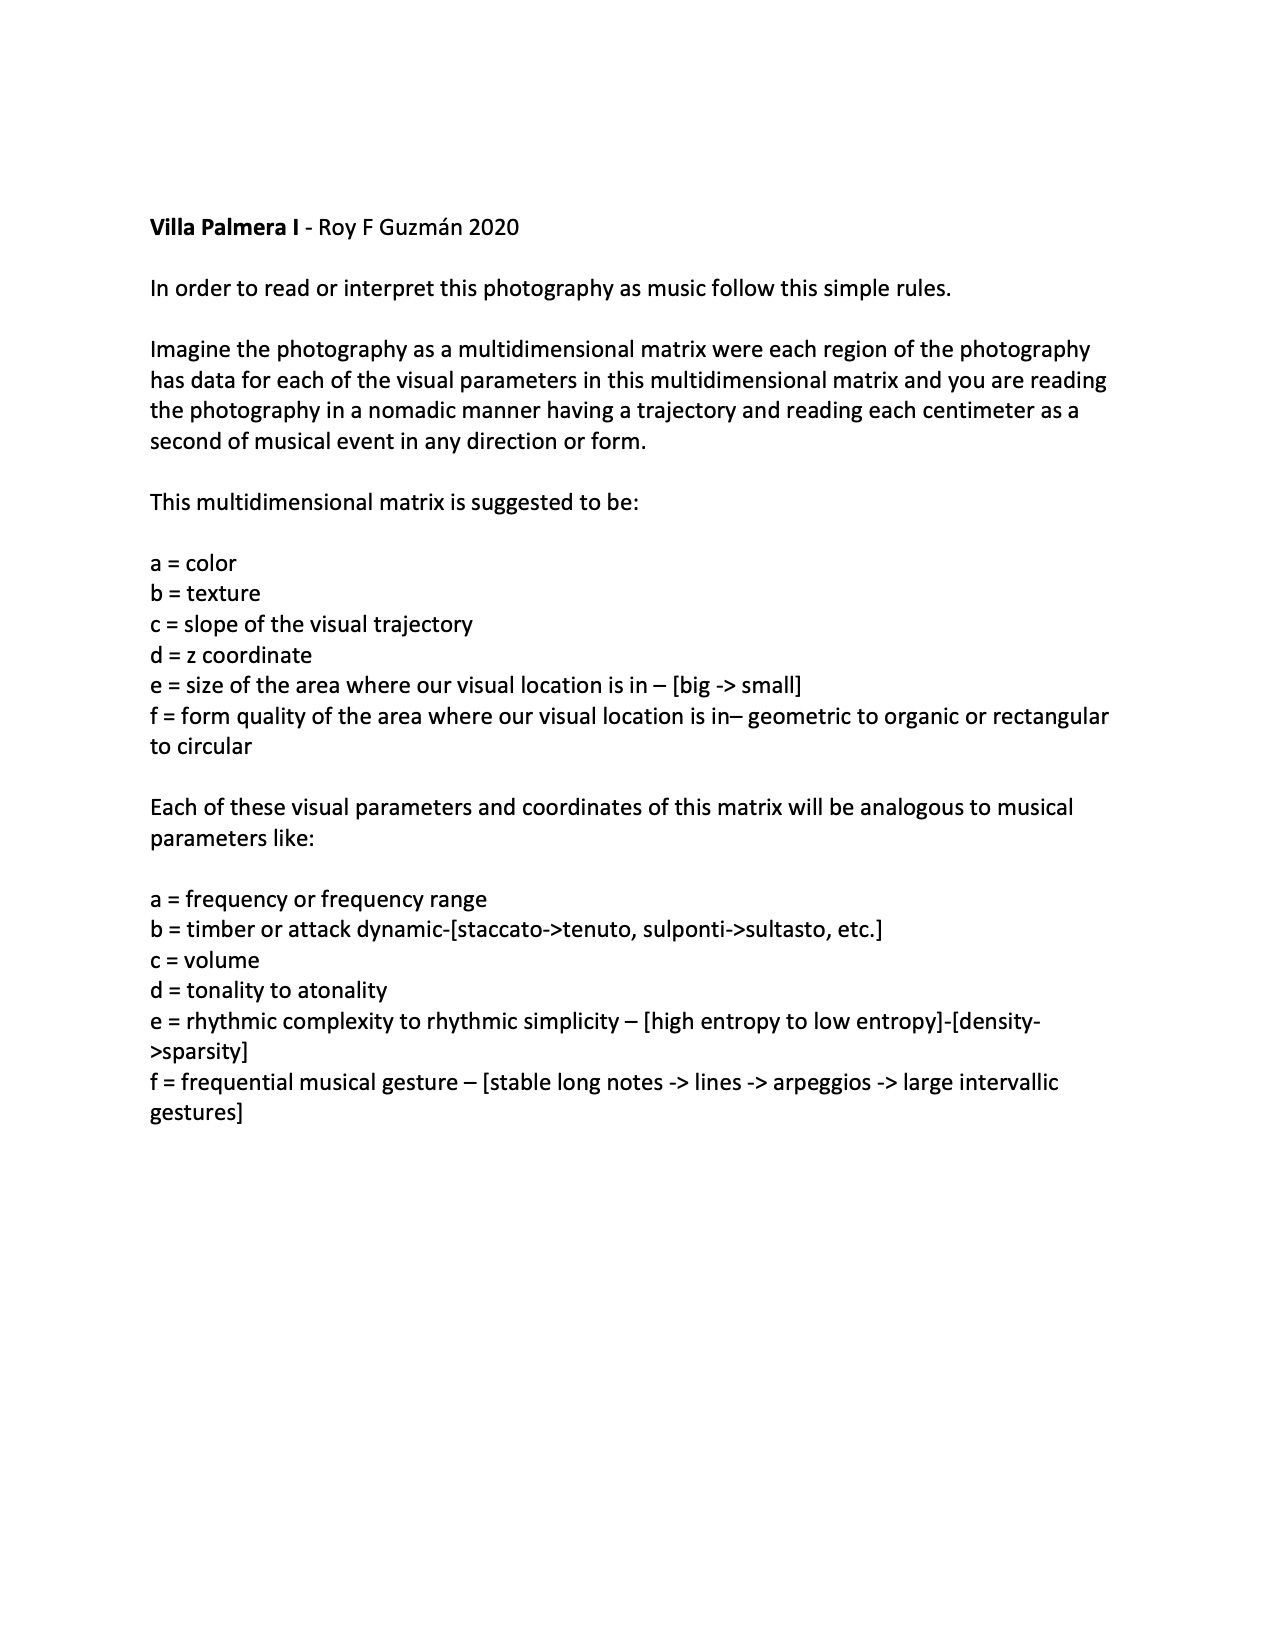 Villa Palmera I - Roy F Guzmán 2020
In order to read or interpret this photography as music follow this simple rules.
Imagine the photography as a multidimensional matrix were each region of the photography
has data for each of the visual parameters in this multidimensional matrix and you are reading
the photography in a nomadic manner having a trajectory and reading each centimeter as a
second of musical event in any direction or form.
This multidimensional matrix is suggested to be:
a = color
b = texture
c = slope of the visual trajectory
d = z coordinate
e = size of the area where our visual location is in – [big -> small]
f = form quality of the area where our visual location is in– geometric to organic or rectangular
to circular
Each of these visual parameters and coordinates of this matrix will be analogous to musical
parameters like:
a = frequency or frequency range
b = timber or attack dynamic-[staccato->tenuto, sulponti->sultasto, etc.]
c = volume
d = tonality to atonality
e = rhythmic complexity to rhythmic simplicity – [high entropy to low entropy]-[density-
>sparsity]
f = frequential musical gesture – [stable long notes -> lines -> arpeggios -> large intervallic
gestures]